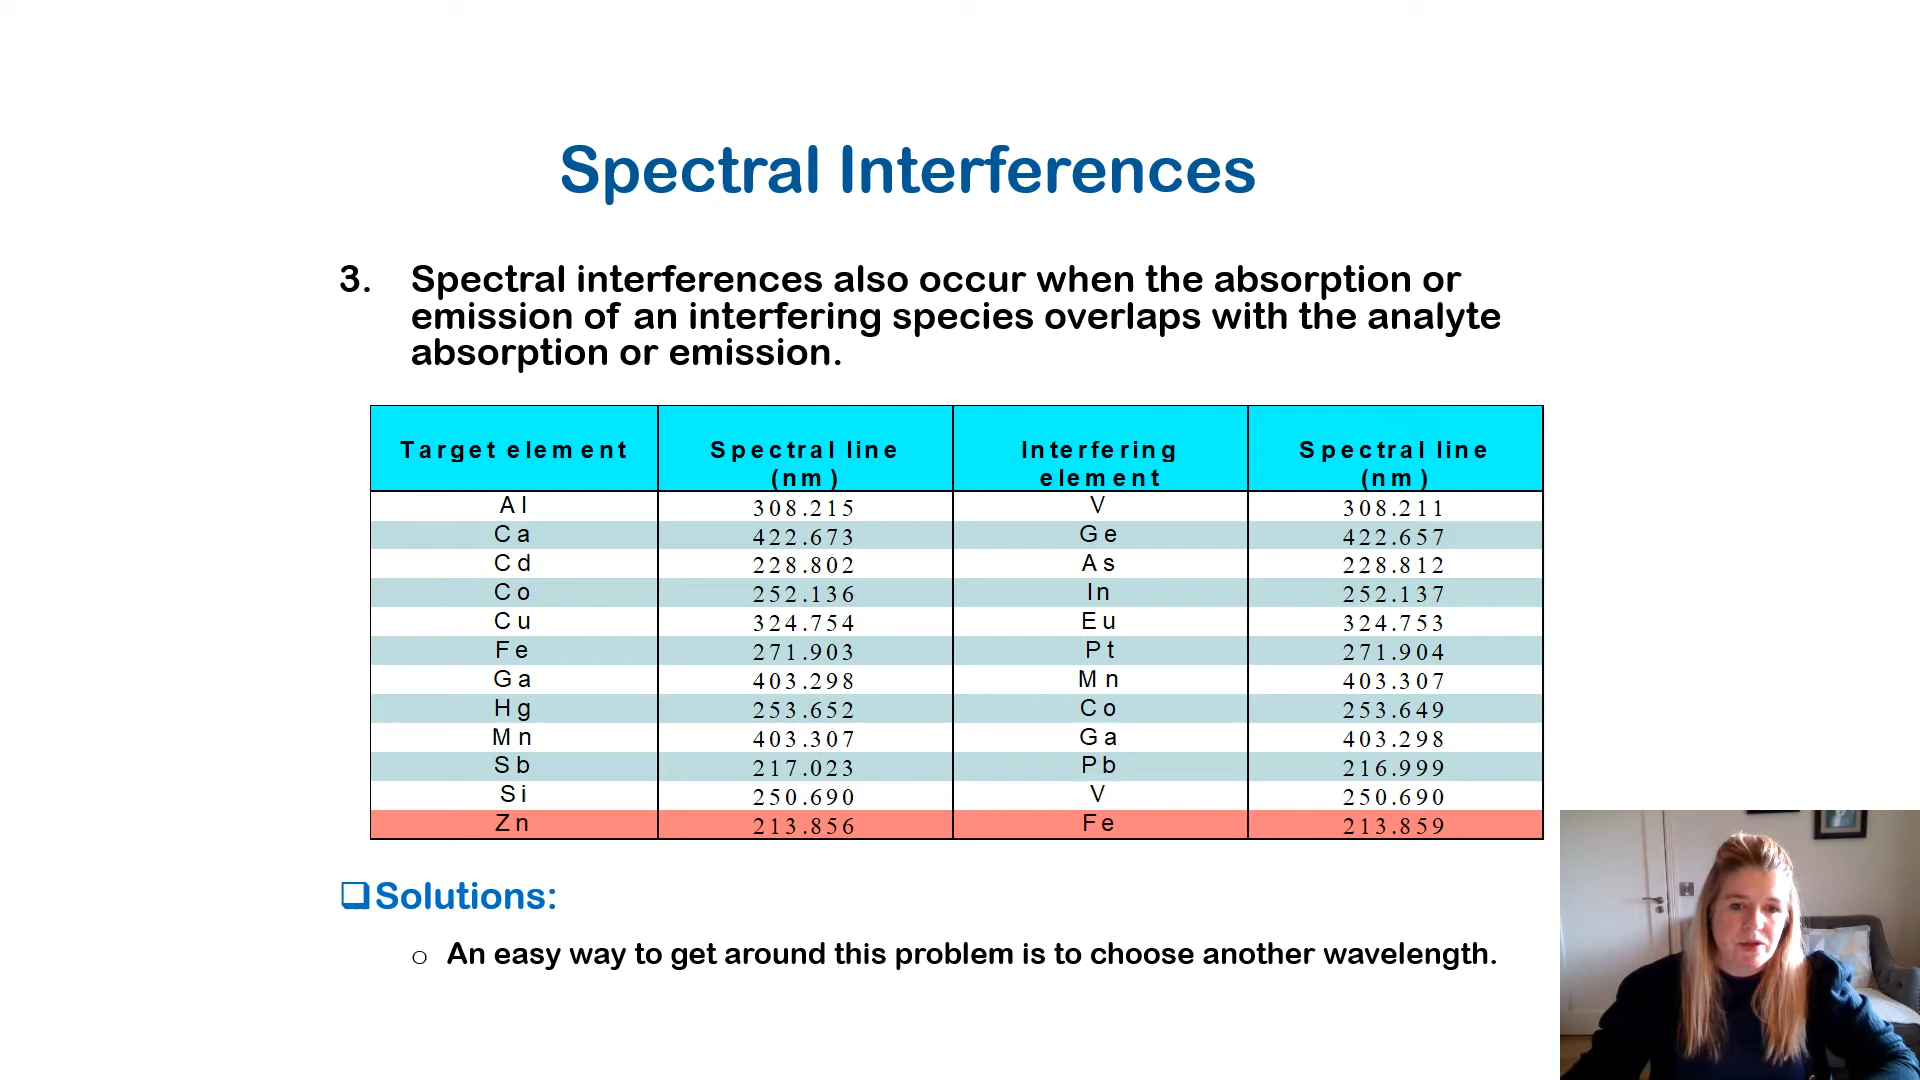 Spectral Interferences
3. Spectral interferences also occur when the absorption or
emission of an interfering species overlaps with the analyte
absorption or emission.
Target element Spectral line (nm) Interfering element Spectral line (nm)
Al 308.215 V 308.211
Ca 422.673 Ge 422.657
Cd 228.802 As 228.812
Co 252.136 In 252.137
Cu 324.754 Eu 324.753
Fe 271.903 Pt 271.904
Ga 403.298 Mn 403.307
Hg 253.652 Co 253.649
Mn 403.307 Ga 403.298
Sb 217.023 Pb 216.999
Si 250.690 V 250.690
Zn 213.856 Fe 213.859
❑Solutions:
o An easy way to get around this problem is to choose another wavelength.